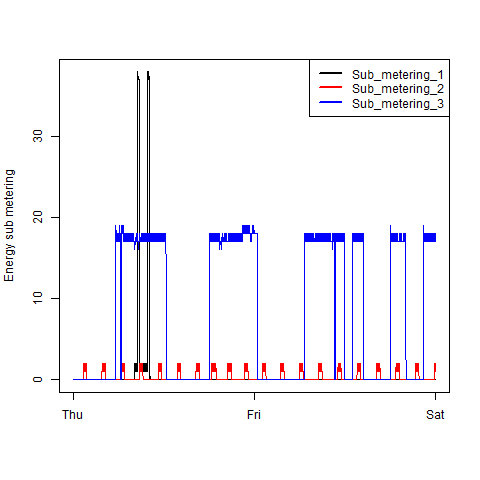 Sub_metering_1
Sub_metering_2
Sub_metering_3
Energy sub metering
30
20
10
0
Thu Fri Sat